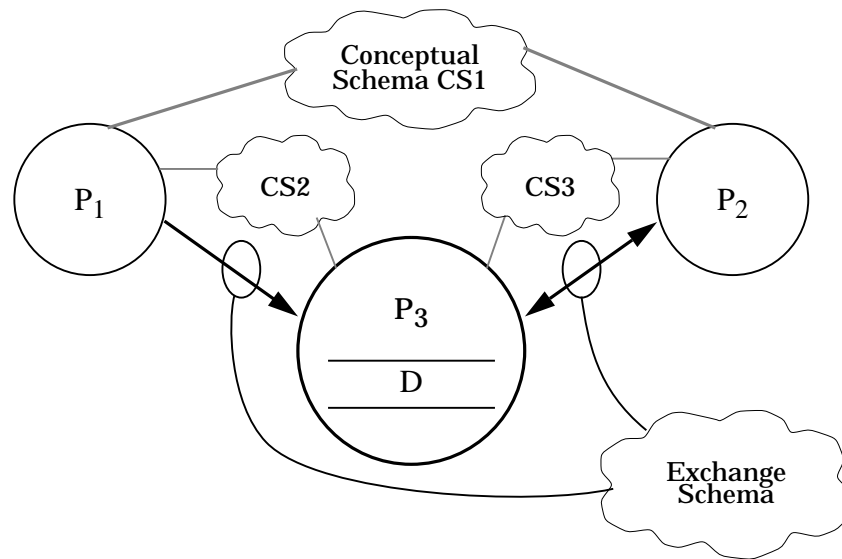 Conceptual
Schema CS1
CS2
CS3
P1
P2
P3
D
Exchange
Schema